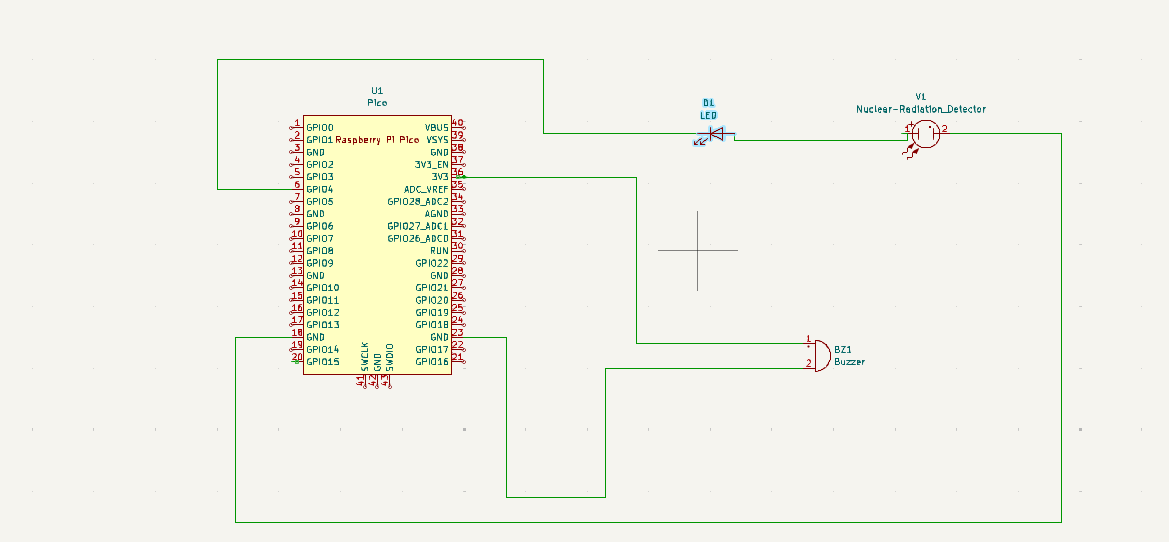 U1
Pico
Raspberry Pi Pico
1 GPIO0
2 GPIO1
3 GND
4 GPIO2
5 GPIO3
6 GPIO4
7 GPIO5
8 GND
9 GPIO6
10 GPIO7
11 GPIO8
12 GPIO9
13 GND
14 GPIO10
15 GPIO11
16 GPIO12
17 GPIO13
18 GND
19 GPIO14
20 GPIO15
VBUS 40
VSYS 39
GND 38
3V3_EN 37
3V3 36
ADC_VREF 35
GPIO28_ADC2 34
AGND 33
GPIO27_ADC1 32
GPIO26_ADC0 31
RUN 30
GPIO22 29
GND 28
GPIO21 27
GPIO20 26
GPIO19 25
GPIO18 24
GND 23
GPIO17 22
GPIO16 21
SWCLK 41
GND 42
SWDIO 43
D1
LED
V1
Nuclear-Radiation_Detector
1 2
1
2
BZ1
Buzzer